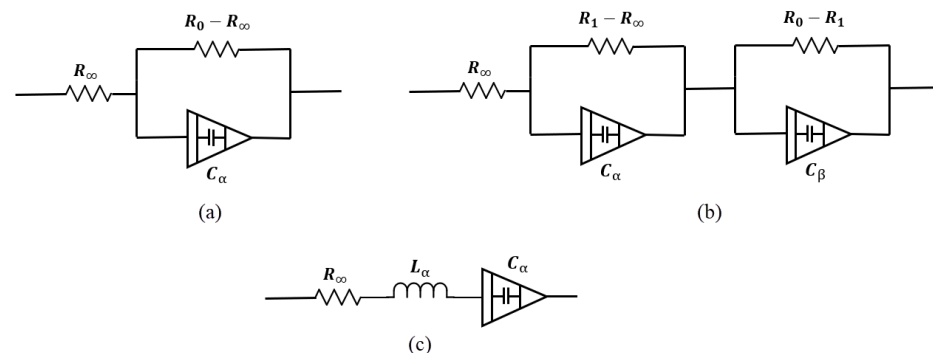 R₀ − R∞
R∞
Cα
(a)
R₁ − R∞
R₀ − R₁
R∞
Cα
Cβ
(b)
R∞
Lα
Cα
(c)